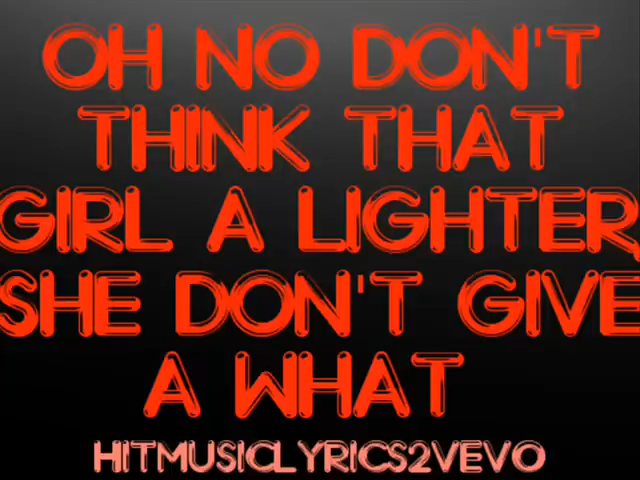 OH NO DON'T
THINK THAT
GIRL A LIGHTER,
SHE DON'T GIVE
A WHAT
HITMUSICLYRICS2VEVO